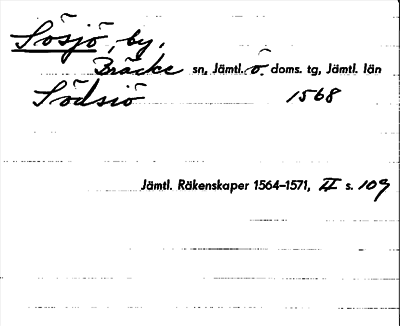 Sösjö, by.
Bräcke sn, Jämtl. ö. doms. tg, Jämtl. län
Södsiö 1568
Jämtl. Räkenskaper 1564–1571, II s. 109